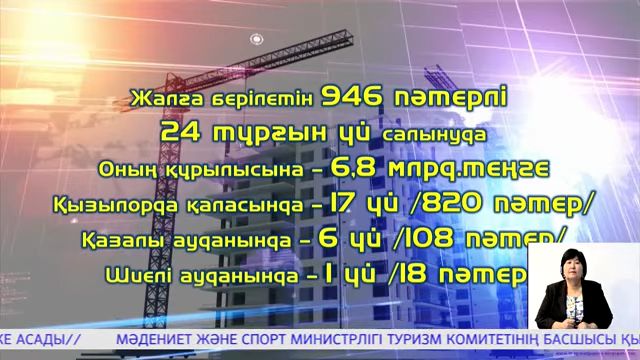 Жалға берілетін 946 пәтерлі
24 тұрғын үй салынуда
Оның құрылысына – 6,8 млрд.теңге
Қызылорда қаласында – 17 үй /820 пәтер/
Қазалы ауданында – 6 үй /108 пәтер/
Шиелі ауданында – 1 үй /18 пәтер
КЕ АСАДЫ// МӘДЕНИЕТ ЖӘНЕ СПОРТ МИНИСТРЛІГІ ТУРИЗМ КОМИТЕТІНІҢ БАСШЫСЫ ҚЫ